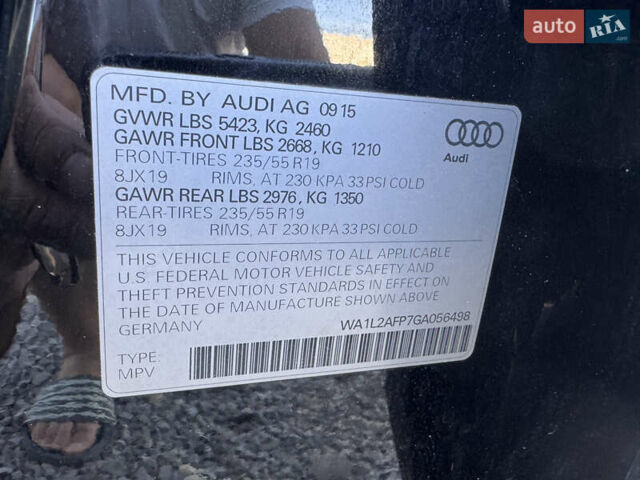 auto RIA
.com
MFD. BY AUDI AG 09 15
GVWR LBS 5423, KG 2460
GAWR FRONT LBS 2668, KG 1210
FRONT-TIRES 235/55 R19
8JX19 RIMS, AT 230 KPA 33 PSI COLD
GAWR REAR LBS 2976, KG 1350
REAR-TIRES 235/55 R19
8JX19 RIMS, AT 230 KPA 33 PSI COLD
Audi
THIS VEHICLE CONFORMS TO ALL APPLICABLE
U.S. FEDERAL MOTOR VEHICLE SAFETY AND
THEFT PREVENTION STANDARDS IN EFFECT ON
THE DATE OF MANUFACTURE SHOWN ABOVE
GERMANY WA1L2AFP7GA056498
TYPE:
MPV